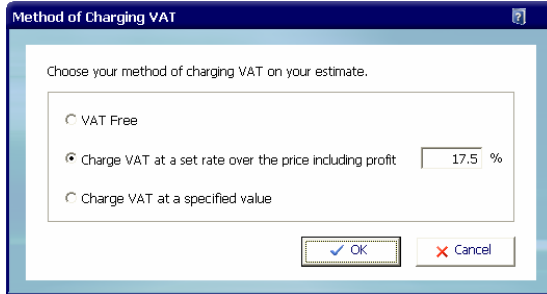 Method of Charging VAT
?
Choose your method of charging VAT on your estimate.
VAT Free
Charge VAT at a set rate over the price including profit 17.5 %
Charge VAT at a specified value
OK Cancel